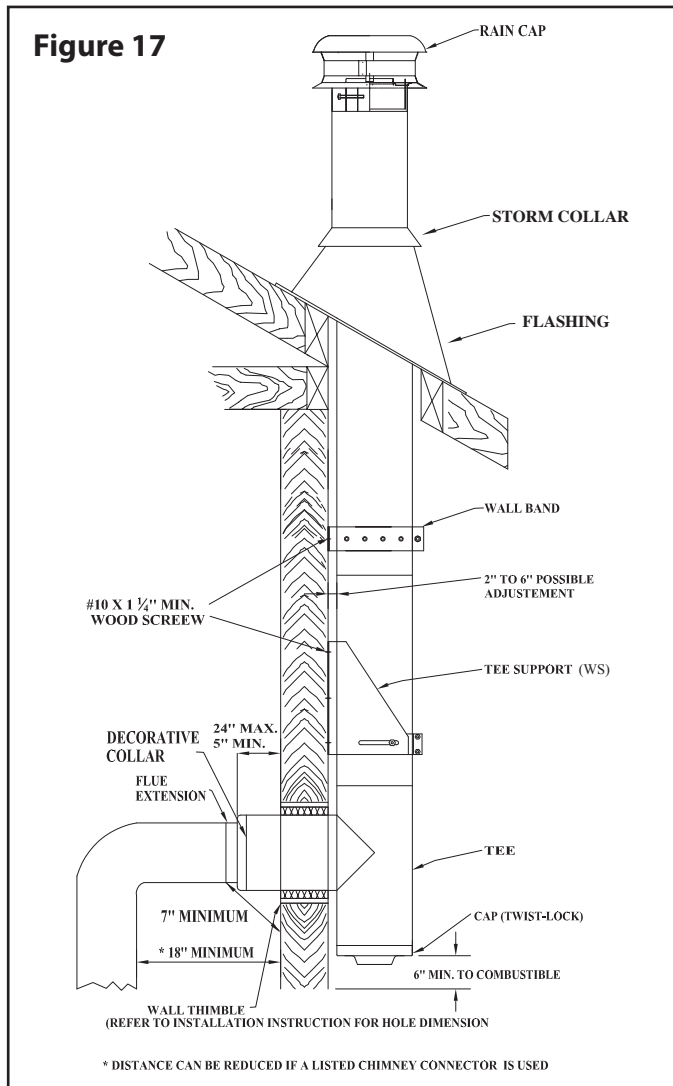 Figure 17
RAIN CAP
STORM COLLAR
FLASHING
WALL BAND
2" TO 6" POSSIBLE
ADJUSTEMENT
#10 X 1 1/4" MIN.
WOOD SCREEW
TEE SUPPORT (WS)
24" MAX.
5" MIN.
DECORATIVE
COLLAR
FLUE
EXTENSION
TEE
7" MINIMUM
CAP (TWIST-LOCK)
* 18" MINIMUM
6" MIN. TO COMBUSTIBLE
WALL THIMBLE
(REFER TO INSTALLATION INSTRUCTION FOR HOLE DIMENSION
* DISTANCE CAN BE REDUCED IF A LISTED CHIMNEY CONNECTOR IS USED